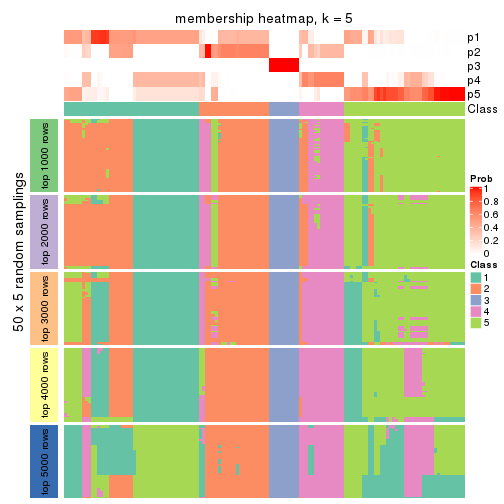 membership heatmap, k = 5
p1
p2
p3
p4
p5
Class
50 x 5 random samplings
top 1000 rows
top 2000 rows
top 3000 rows
top 4000 rows
top 5000 rows
Prob
1
0.8
0.6
0.4
0.2
0
Class
1
2
3
4
5